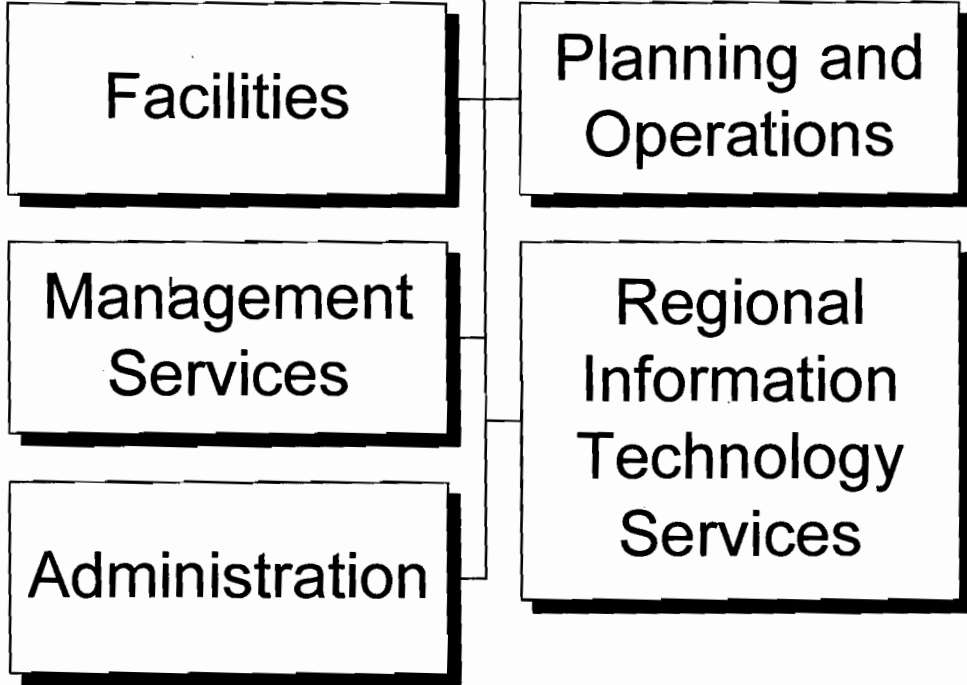 Facilities
Planning and
Operations
Management
Services
Regional
Information
Technology
Services
Administration